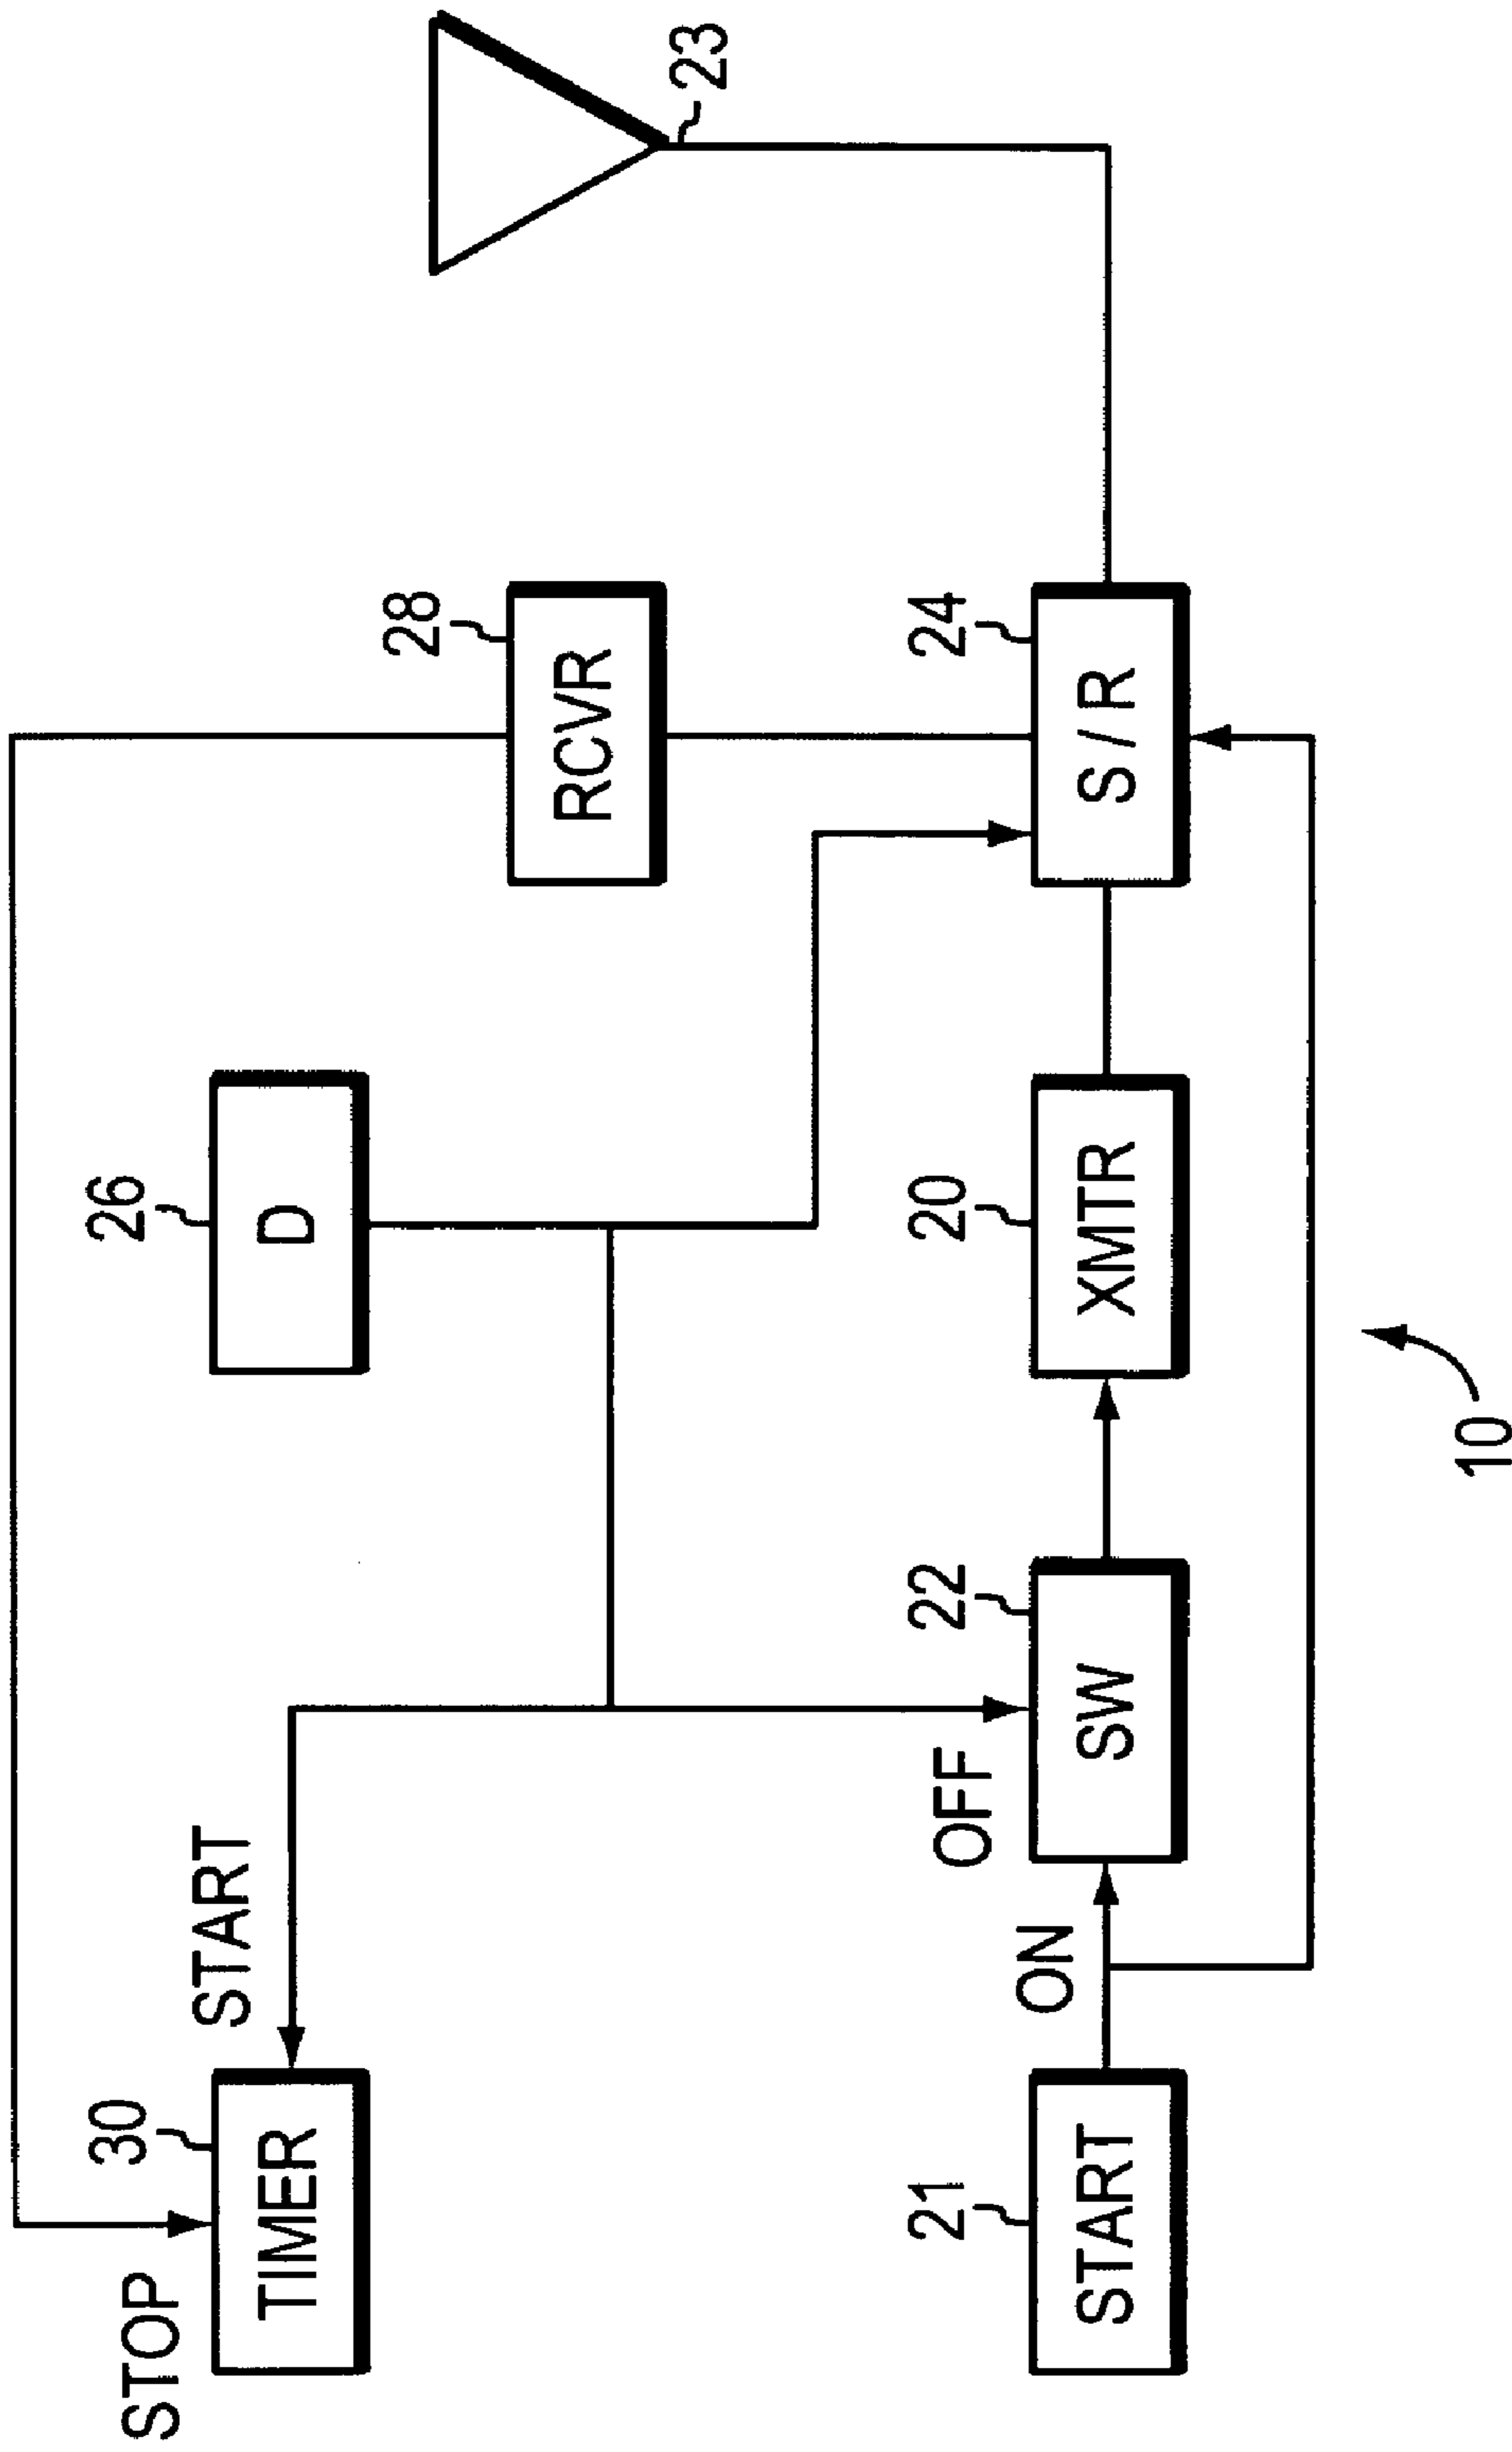 STOP
30
26
START
TIMER
D
28
RCVR
23
21
OFF
22
20
24
ON
START
SW
XMTR
S / R
10